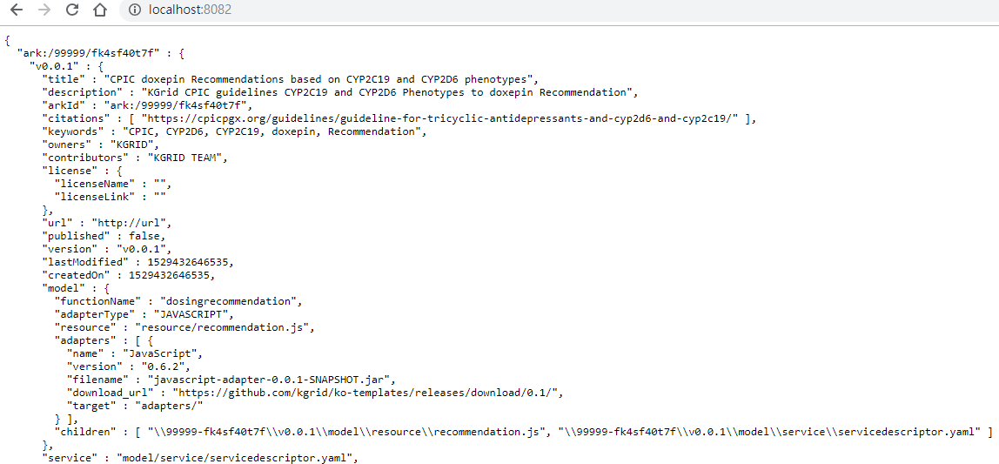 localhost:8082
{
"ark:/99999/fk4sf40t7f" : {
"v0.0.1" : {
"title" : "CPIC doxepin Recommendations based on CYP2C19 and CYP2D6 phenotypes",
"description" : "KGrid CPIC guidelines CYP2C19 and CYP2D6 Phenotypes to doxepin Recommendation",
"arkId" : "ark:/99999/fk4sf40t7f",
"citations" : [ "https://cpicpgx.org/guidelines/guideline-for-tricyclic-antidepressants-and-cyp2d6-and-cyp2c19/" ],
"keywords" : "CPIC, CYP2D6, CYP2C19, doxepin, Recommendation",
"owners" : "KGRID",
"contributors" : "KGRID TEAM",
"license" : {
"licenseName" : "",
"licenseLink" : ""
},
"url" : "http://url",
"published" : false,
"version" : "v0.0.1",
"lastModified" : 1529432646535,
"createdOn" : 1529432646535,
"model" : {
"functionName" : "dosingrecommendation",
"adapterType" : "JAVASCRIPT",
"resource" : "resource/recommendation.js",
"adapters" : [ {
"name" : "JavaScript",
"version" : "0.6.2",
"filename" : "javascript-adapter-0.0.1-SNAPSHOT.jar",
"download_url" : "https://github.com/kgrid/ko-templates/releases/download/0.1/",
"target" : "adapters/"
} ],
"children" : [ "\\99999-fk4sf40t7f\\v0.0.1\\model\\resource\\recommendation.js", "\\99999-fk4sf40t7f\\v0.0.1\\model\\service\\servicedescriptor.yaml" ]
},
"service" : "model/service/servicedescriptor.yaml",